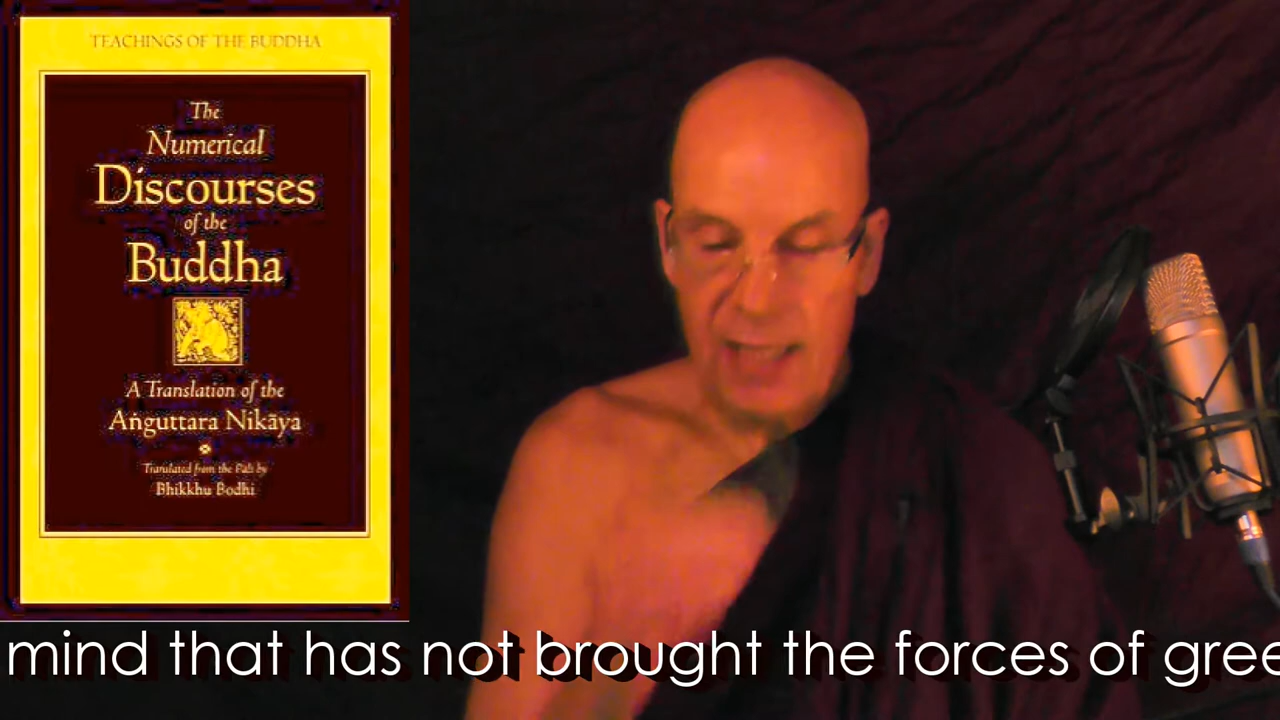 TEACHINGS OF THE BUDDHA
The
Numerical
Discourses
of the
Buddha
A Translation of the
Aṅguttara Nikāya
Translated from the Pāli by
Bhikkhu Bodhi
mind that has not brought the forces of gree